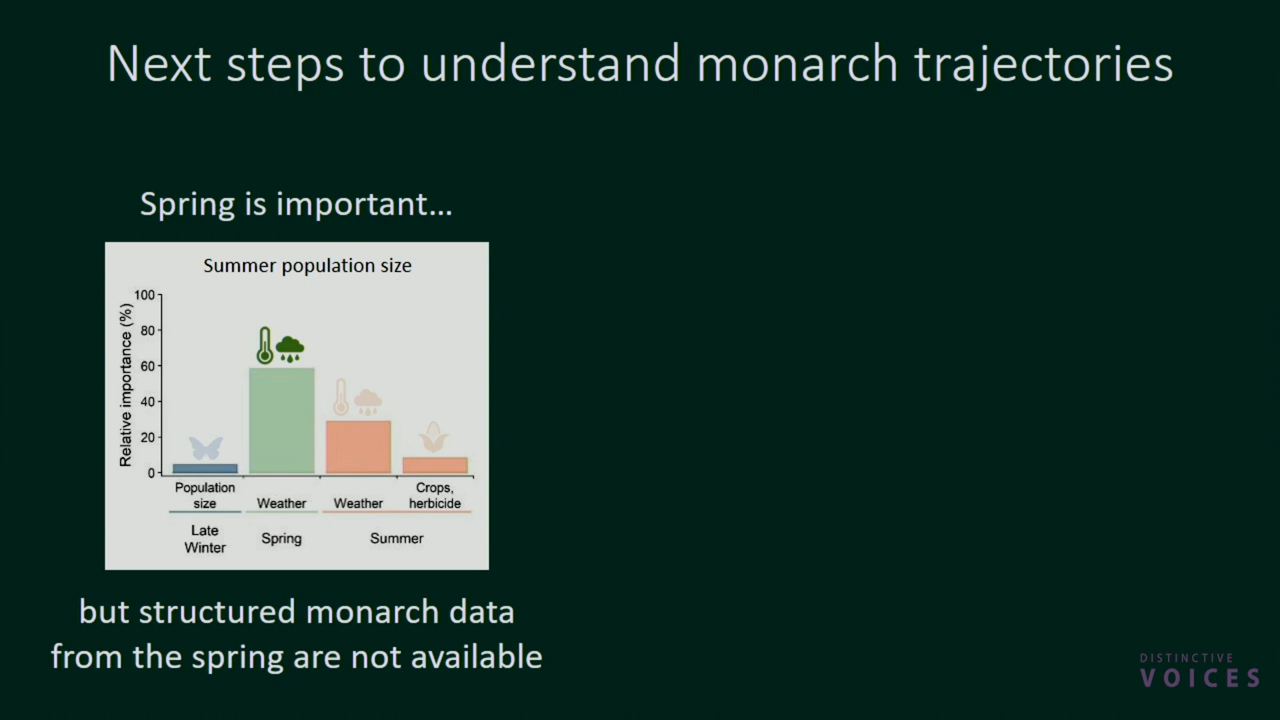 Next steps to understand monarch trajectories
Spring is important...
Summer population size
Relative importance (%)
100
80
60
40
20
0
Population
size
Weather
Weather
Crops,
herbicide
Late
Winter
Spring
Summer
but structured monarch data
from the spring are not available
DISTINCTIVE
VOICES